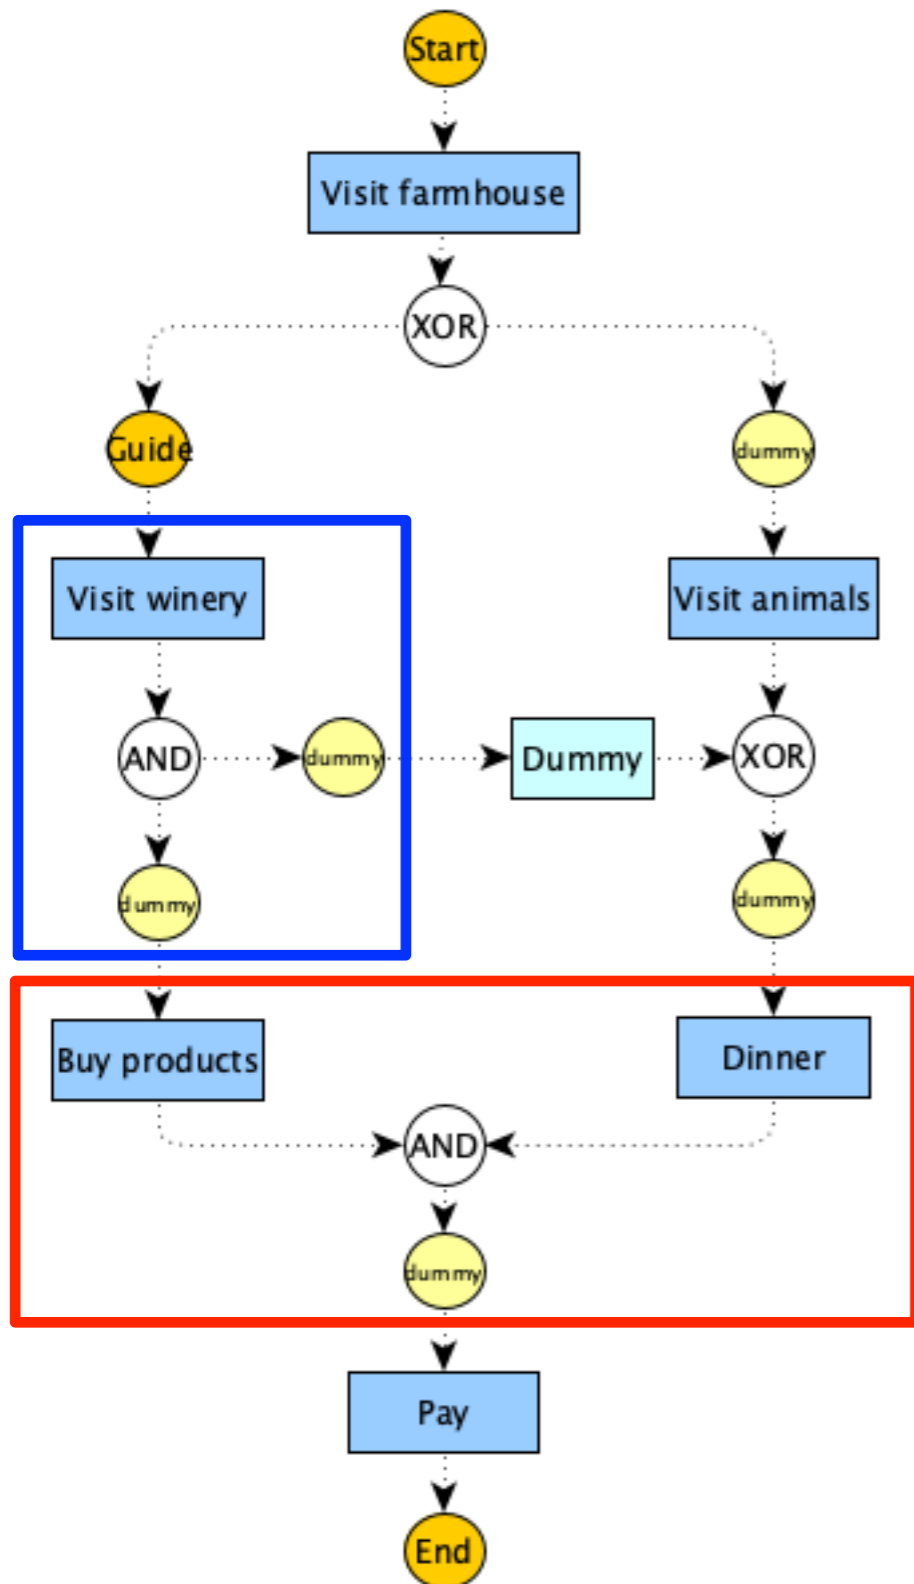 Start
Visit farmhouse
XOR
Guide
dummy
Visit winery
Visit animals
AND
dummy
Dummy
XOR
dummy
dummy
Buy products
Dinner
AND
dummy
Pay
End